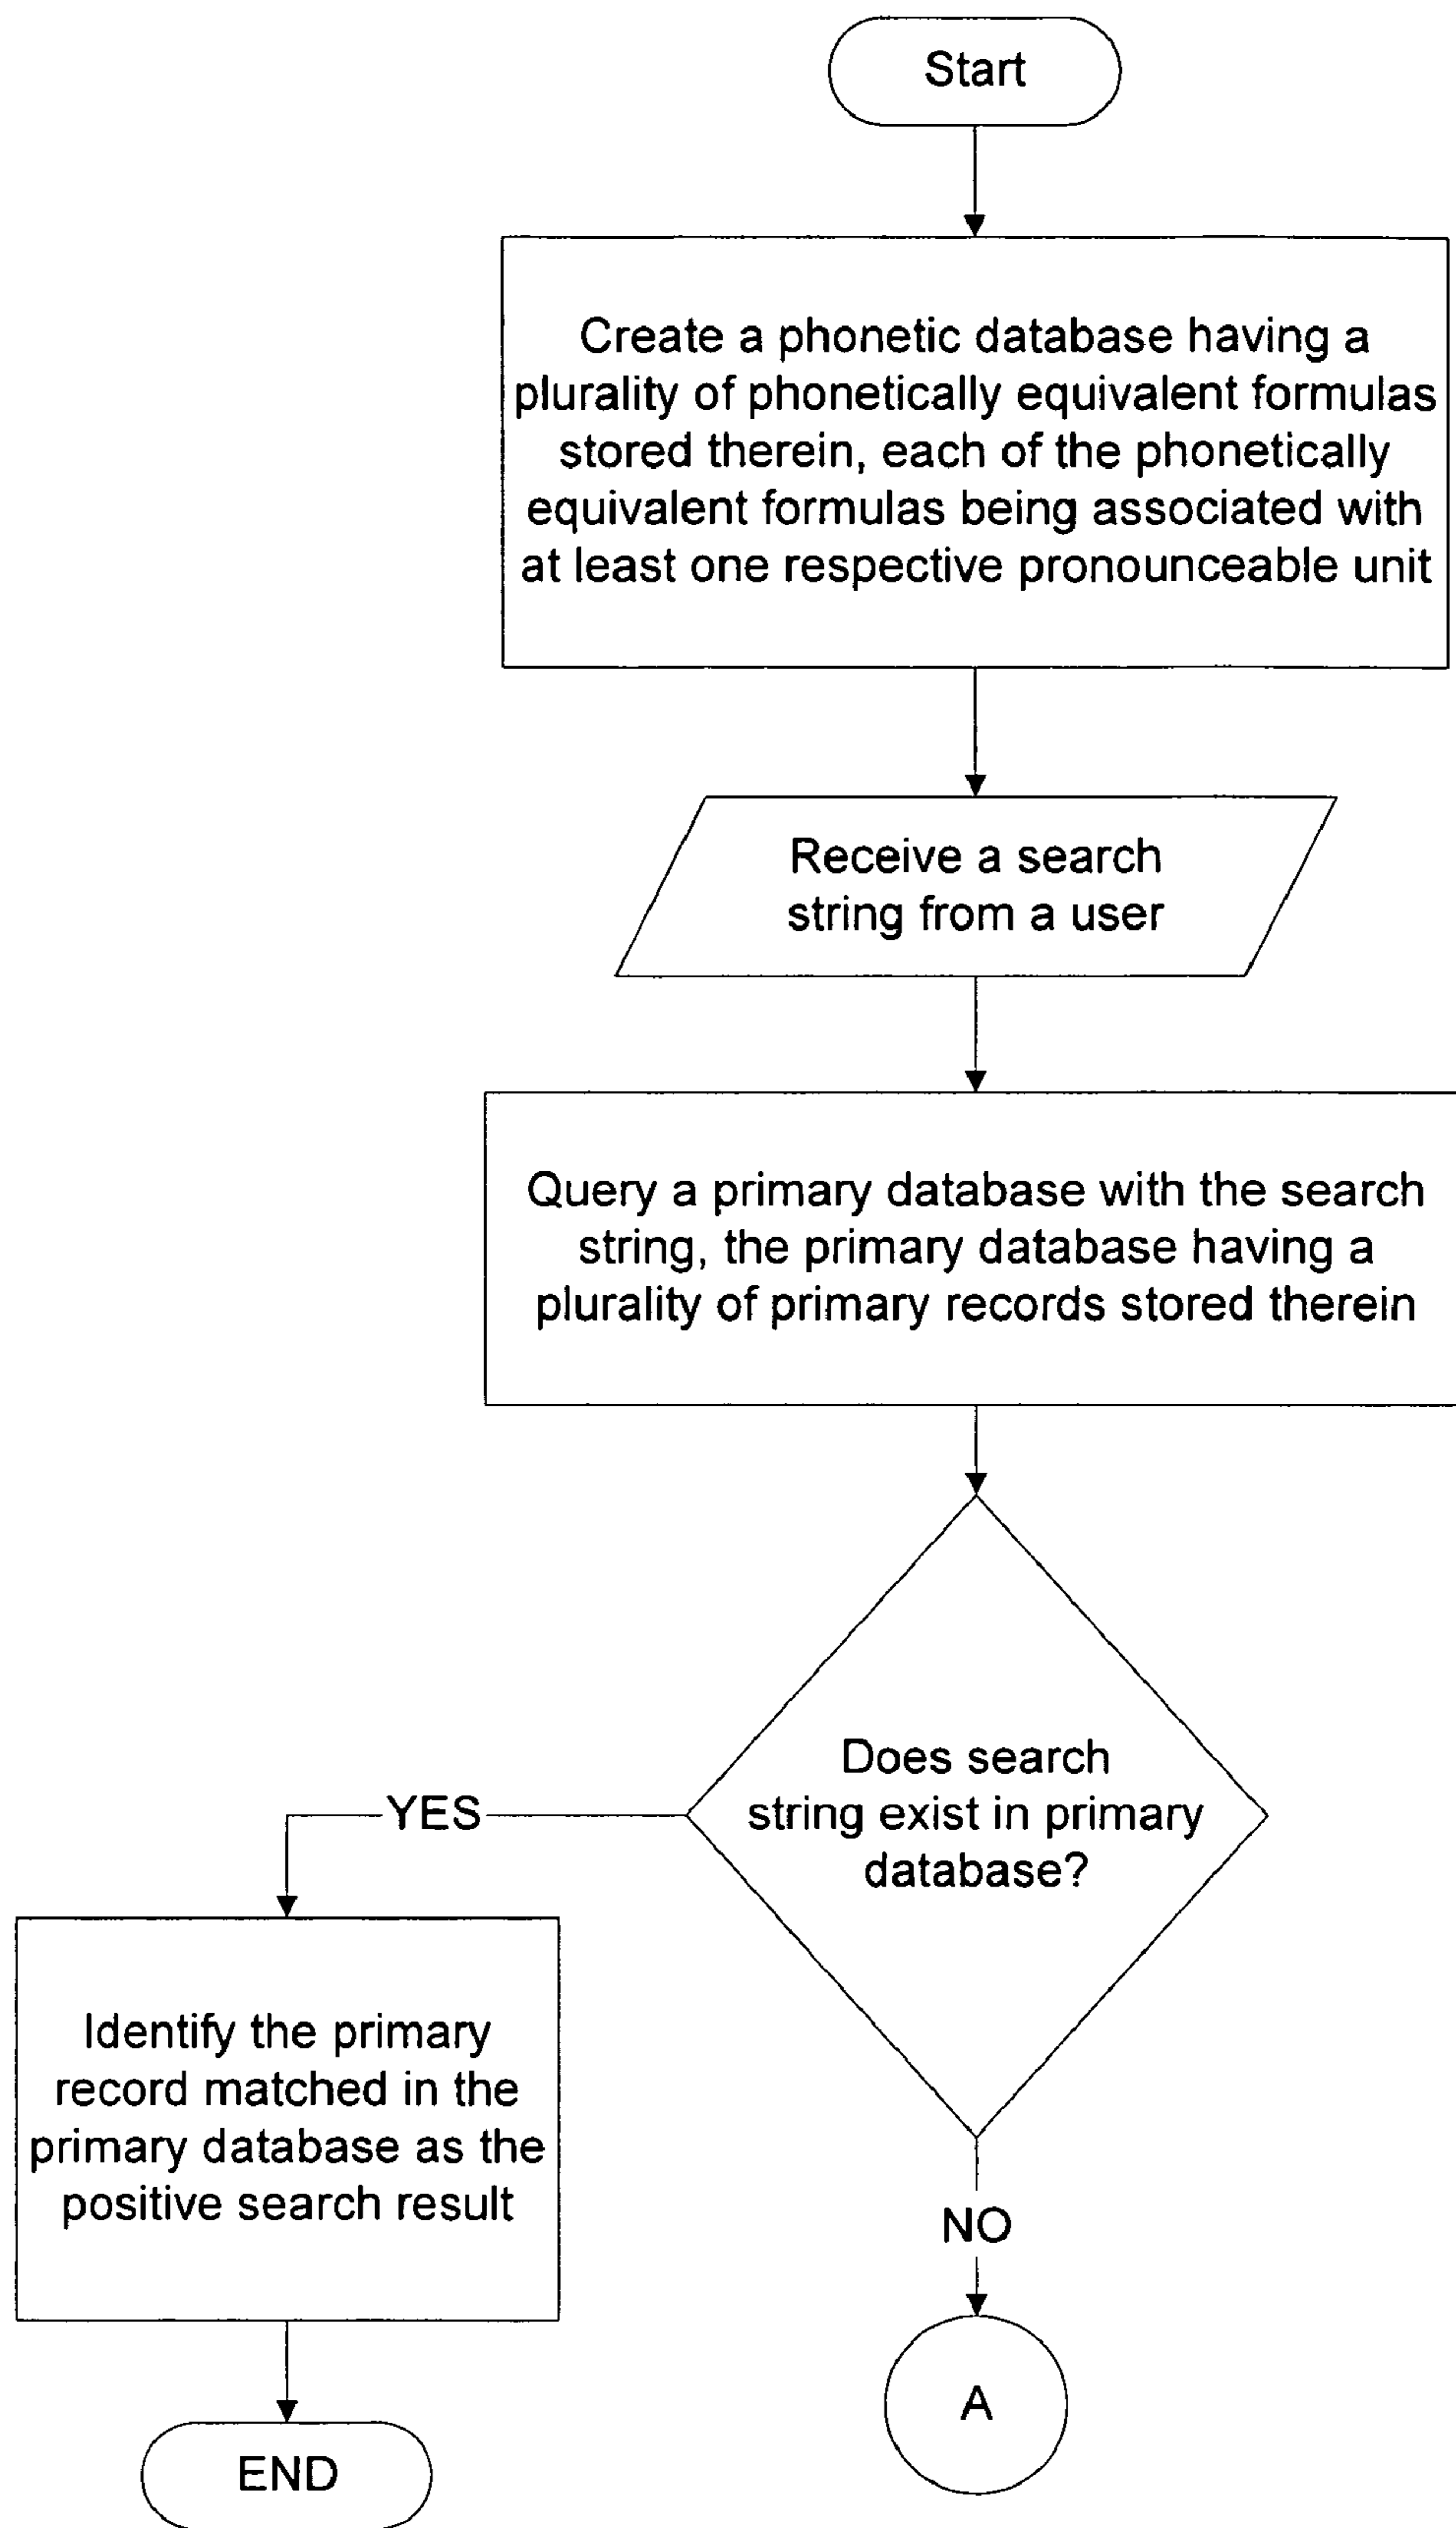 Start
Create a phonetic database having a
plurality of phonetically equivalent formulas
stored therein, each of the phonetically
equivalent formulas being associated with
at least one respective pronounceable unit
Receive a search
string from a user
Query a primary database with the search
string, the primary database having a
plurality of primary records stored therein
Does search
string exist in primary
database?
YES
Identify the primary
record matched in the
primary database as the
positive search result
NO
A
END